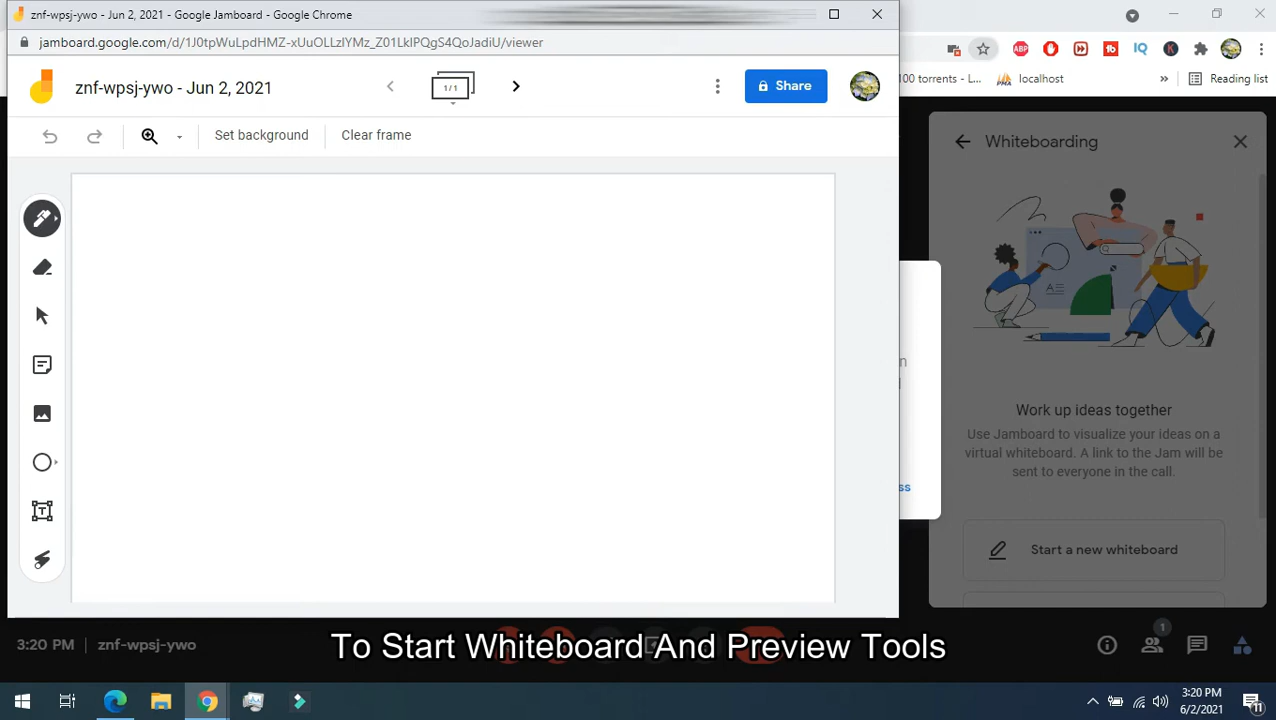 znf-wpsj-ywo - Jun 2, 2021 - Google Jamboard - Google Chrome
jamboard.google.com/d/1J0tpWuLpdHMZ-xUuOLLzIYMz_Z01LkIPQgS4QoJadiU/viewer
znf-wpsj-ywo - Jun 2, 2021
1/1
Share
Set background
Clear frame
100 torrents - L...
localhost
Reading list
ABP
IQ
K
Whiteboarding
Work up ideas together
Use Jamboard to visualize your ideas on a
virtual whiteboard. A link to the Jam will be
sent to everyone in the call.
Start a new whiteboard
3:20 PM
znf-wpsj-ywo
1
To Start Whiteboard And Preview Tools
3:20 PM
6/2/2021
11